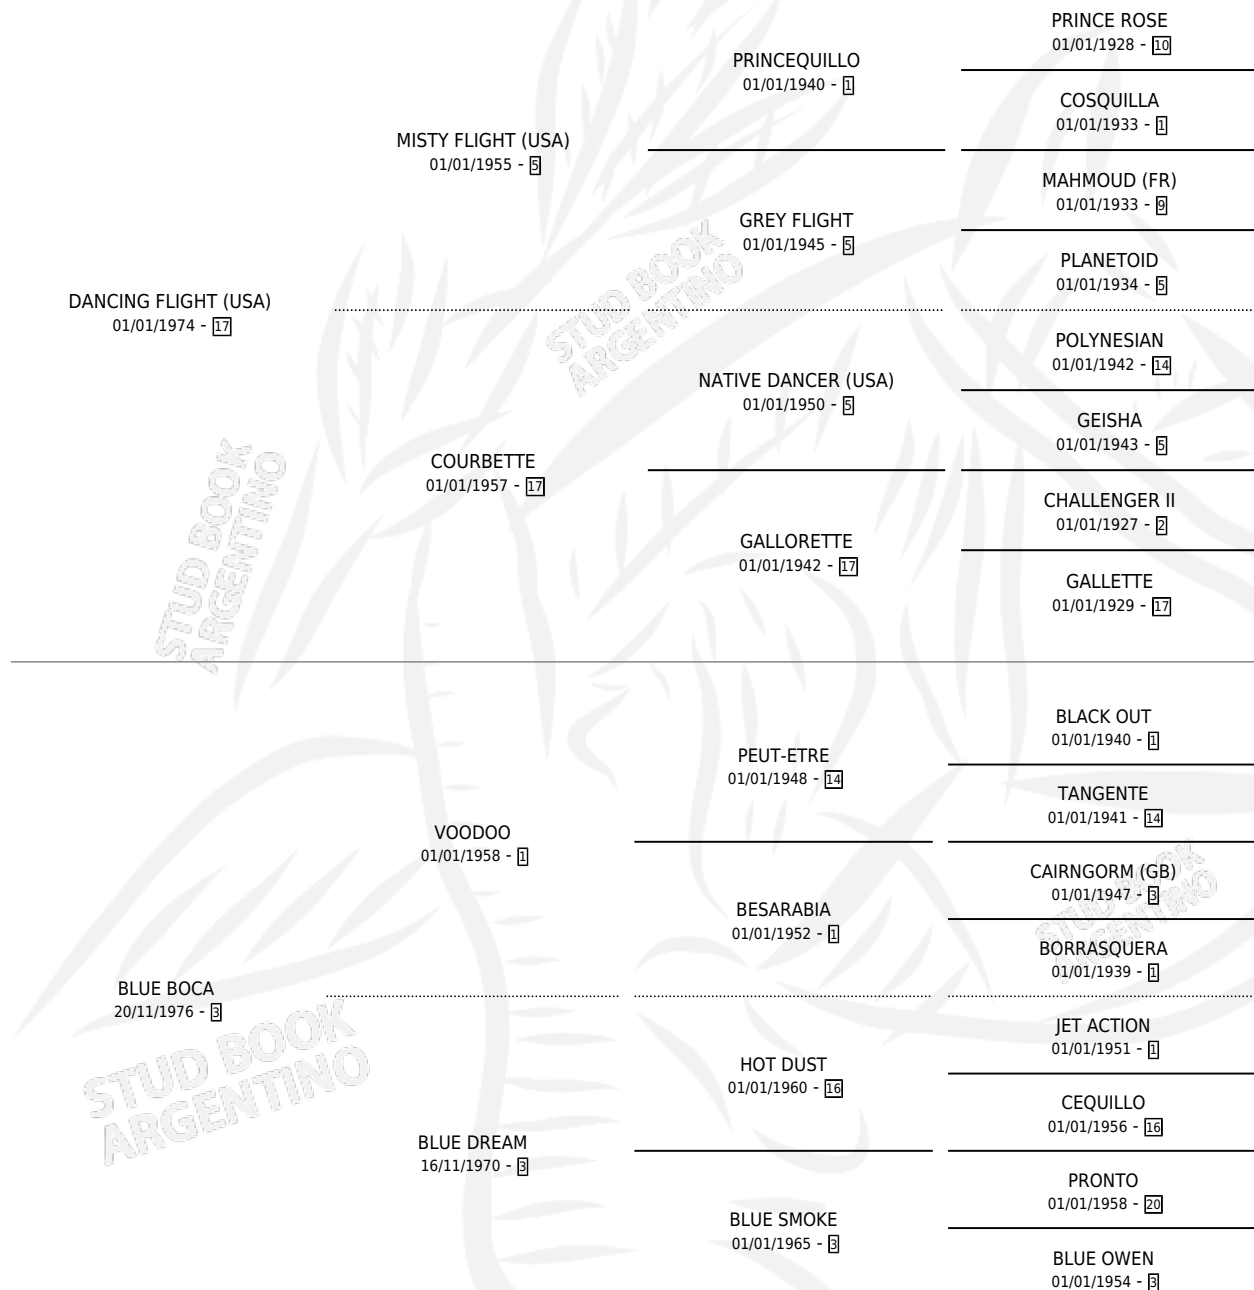 PRINCE ROSE
01/01/1928 - 10
PRINCEQUILLO
01/01/1940 - 1
COSQUILLA
01/01/1933 - 1
MISTY FLIGHT (USA)
01/01/1955 - 5
MAHMOUD (FR)
01/01/1933 - 9
GREY FLIGHT
01/01/1945 - 5
PLANETOID
01/01/1934 - 5
DANCING FLIGHT (USA)
01/01/1974 - 17
POLYNESIAN
01/01/1942 - 14
NATIVE DANCER (USA)
01/01/1950 - 5
GEISHA
01/01/1943 - 5
COURBETTE
01/01/1957 - 17
CHALLENGER II
01/01/1927 - 2
GALLORETTE
01/01/1942 - 17
GALLETTE
01/01/1929 - 17
BLACK OUT
01/01/1940 - 1
PEUT-ETRE
01/01/1948 - 14
TANGENTE
01/01/1941 - 14
VOODOO
01/01/1958 - 1
CAIRNGORM (GB)
01/01/1947 - 3
BESARABIA
01/01/1952 - 1
BORRASQUERA
01/01/1939 - 1
BLUE BOCA
20/11/1976 - 3
JET ACTION
01/01/1951 - 1
HOT DUST
01/01/1960 - 16
CEQUILLO
01/01/1956 - 16
BLUE DREAM
16/11/1970 - 3
PRONTO
01/01/1958 - 20
BLUE SMOKE
01/01/1965 - 3
BLUE OWEN
01/01/1954 - 3
STUD BOOK
ARGENTINO
STUD BOOK
ARGENTINO
STUD BOOK
ARGENTINO
STUD BOOK
ARGENTINO